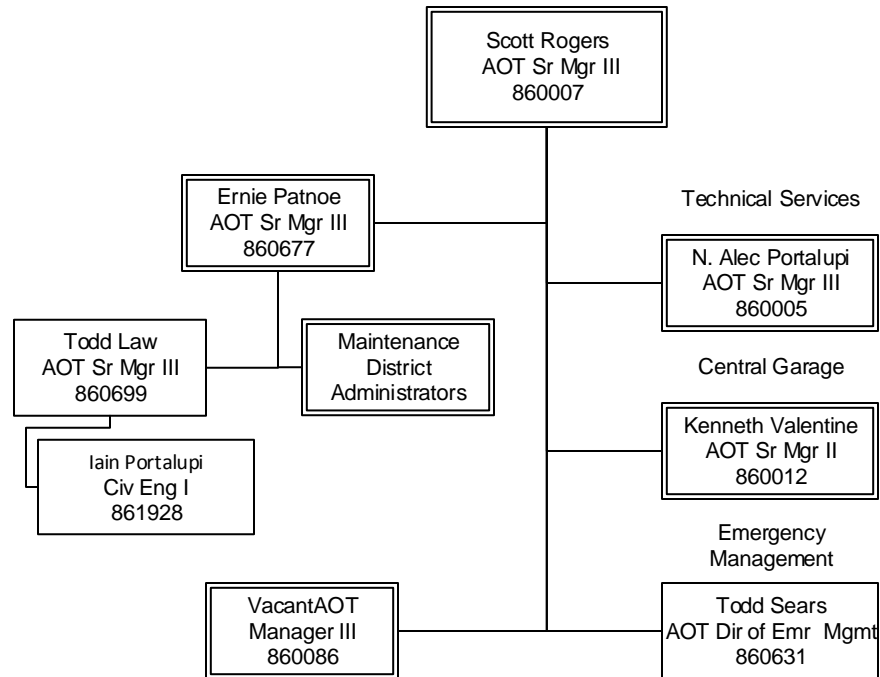 Scott Rogers
AOT Sr Mgr III
860007
Ernie Patnoe
AOT Sr Mgr III
860677
Technical Services
N. Alec Portalupi
AOT Sr Mgr III
860005
Todd Law
AOT Sr Mgr III
860699
Maintenance
District
Administrators
Central Garage
Iain Portalupi
Civ Eng I
861928
Kenneth Valentine
AOT Sr Mgr II
860012
Emergency
Management
VacantAOT
Manager III
860086
Todd Sears
AOT Dir of Emr  Mgmt
860631